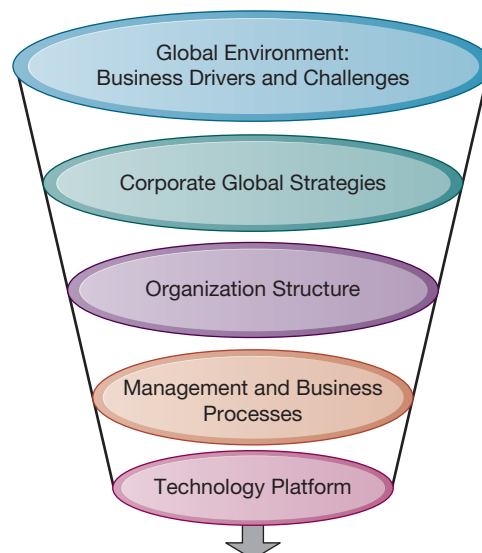 Global Environment:
Business Drivers and Challenges
Corporate Global Strategies
Organization Structure
Management and Business
Processes
Technology Platform